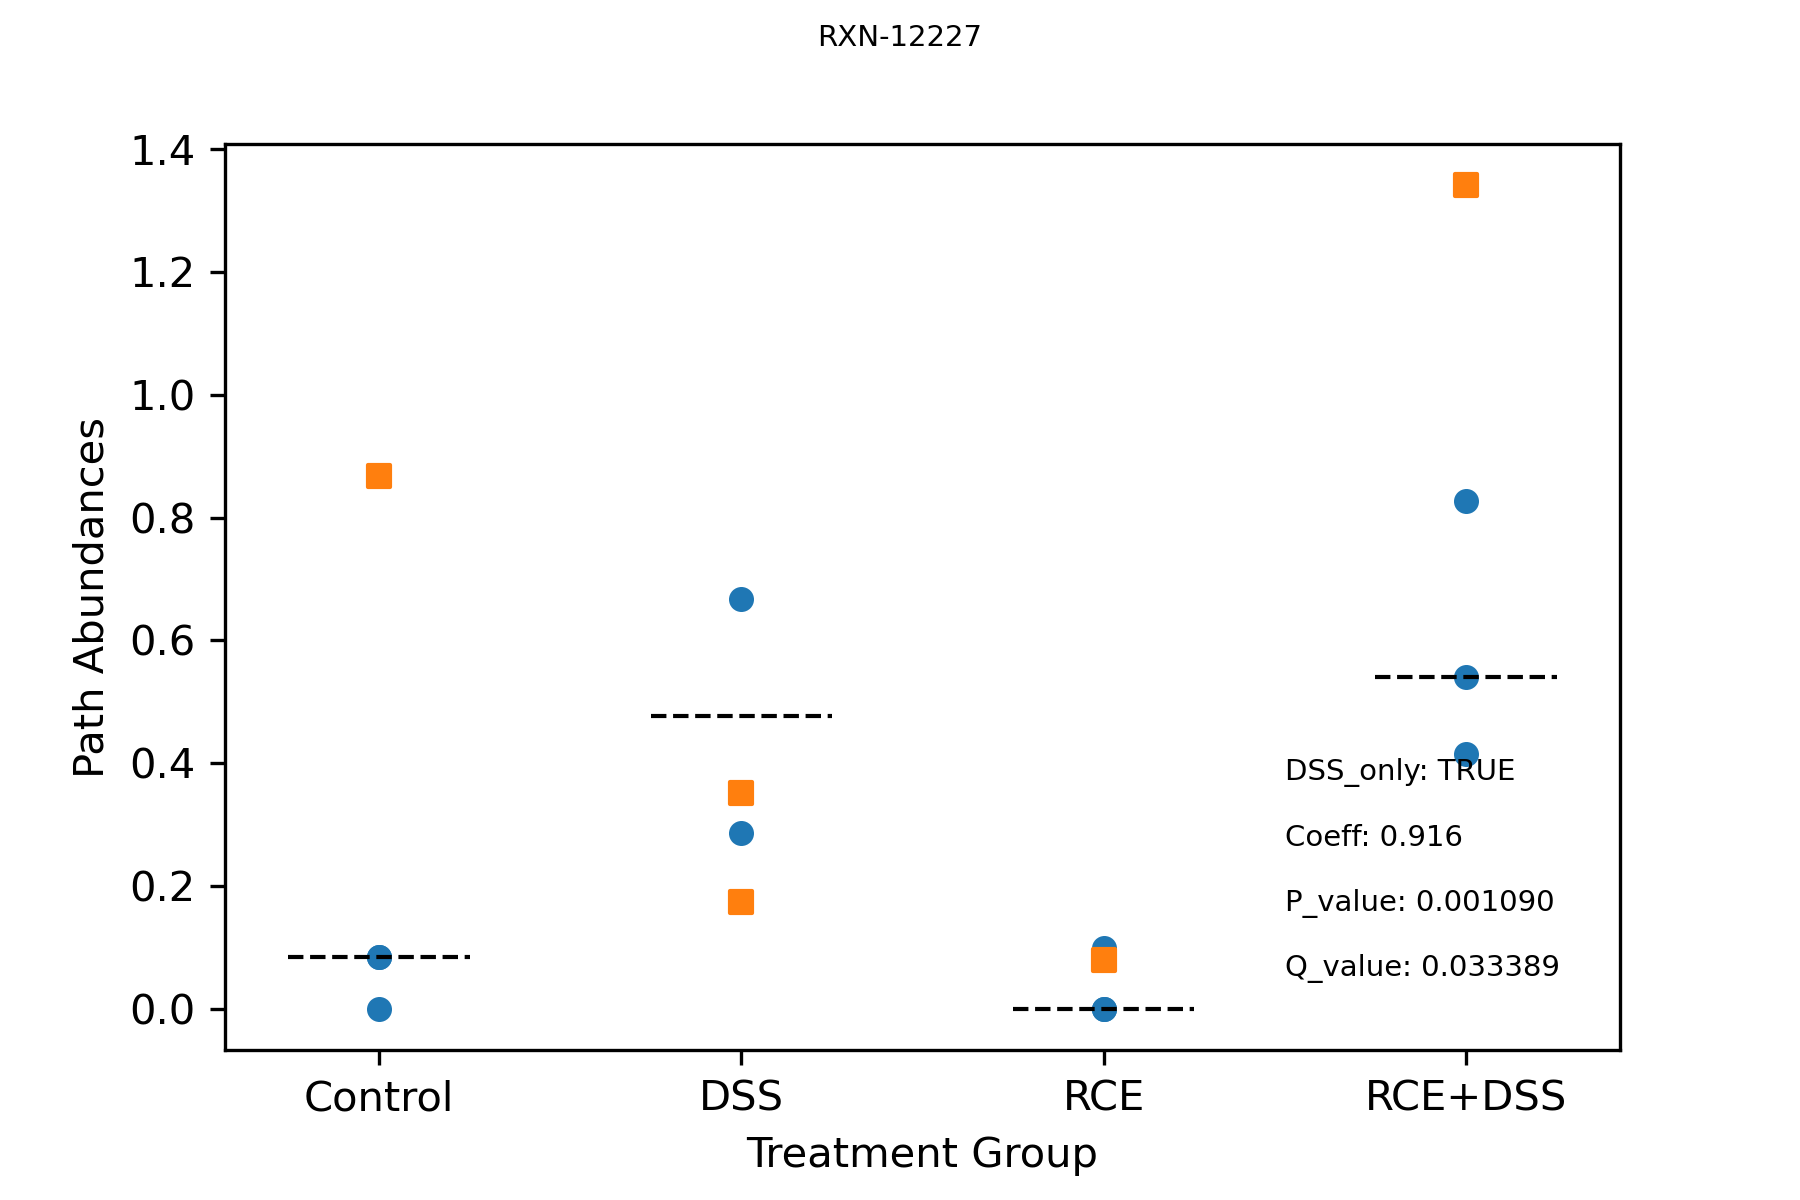 RXN-12227
1.4
1.2
1.0
0.8
0.6
0.4
0.2
0.0
Path Abundances
DSS_only: TRUE
Coeff: 0.916
P_value: 0.001090
Q_value: 0.033389
Control DSS RCE RCE+DSS
Treatment Group